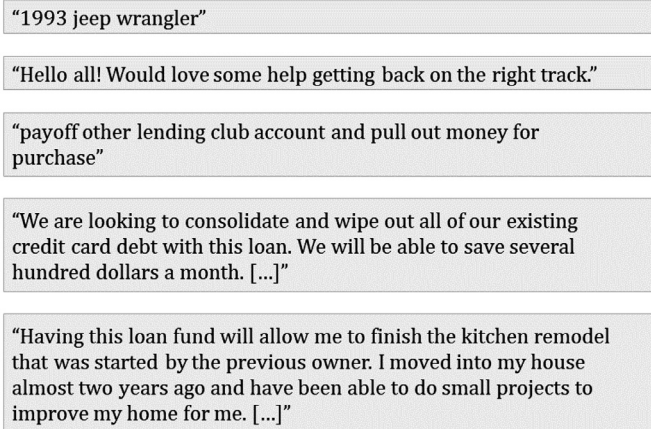 “1993 jeep wrangler”
“Hello all! Would love some help getting back on the right track.”
“payoff other lending club account and pull out money for
purchase”
“We are looking to consolidate and wipe out all of our existing
credit card debt with this loan. We will be able to save several
hundred dollars a month. [...]”
“Having this loan fund will allow me to finish the kitchen remodel
that was started by the previous owner. I moved into my house
almost two years ago and have been able to do small projects to
improve my home for me. [...]”